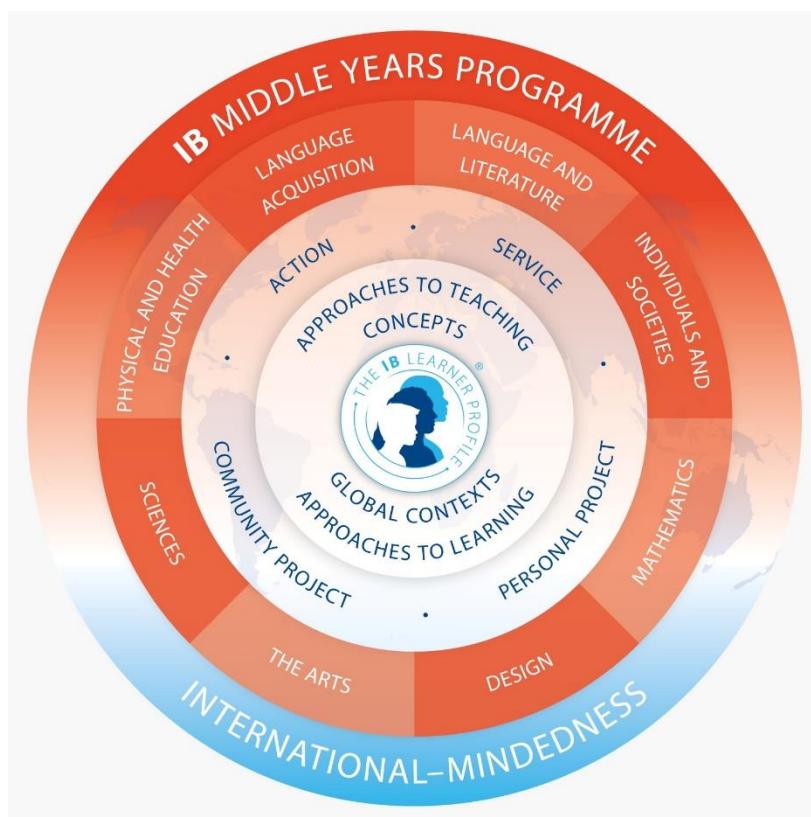 IB MIDDLE YEARS PROGRAMME
LANGUAGE
ACQUISITION
LANGUAGE AND
LITERATURE
PHYSICAL AND HEALTH
EDUCATION
INDIVIDUALS AND
SOCIETIES
SCIENCES
MATHEMATICS
THE ARTS
DESIGN
ACTION
SERVICE
COMMUNITY PROJECT
PERSONAL PROJECT
APPROACHES TO TEACHING
CONCEPTS
THE IB LEARNER PROFILE®
GLOBAL CONTEXTS
APPROACHES TO LEARNING
INTERNATIONAL–MINDEDNESS